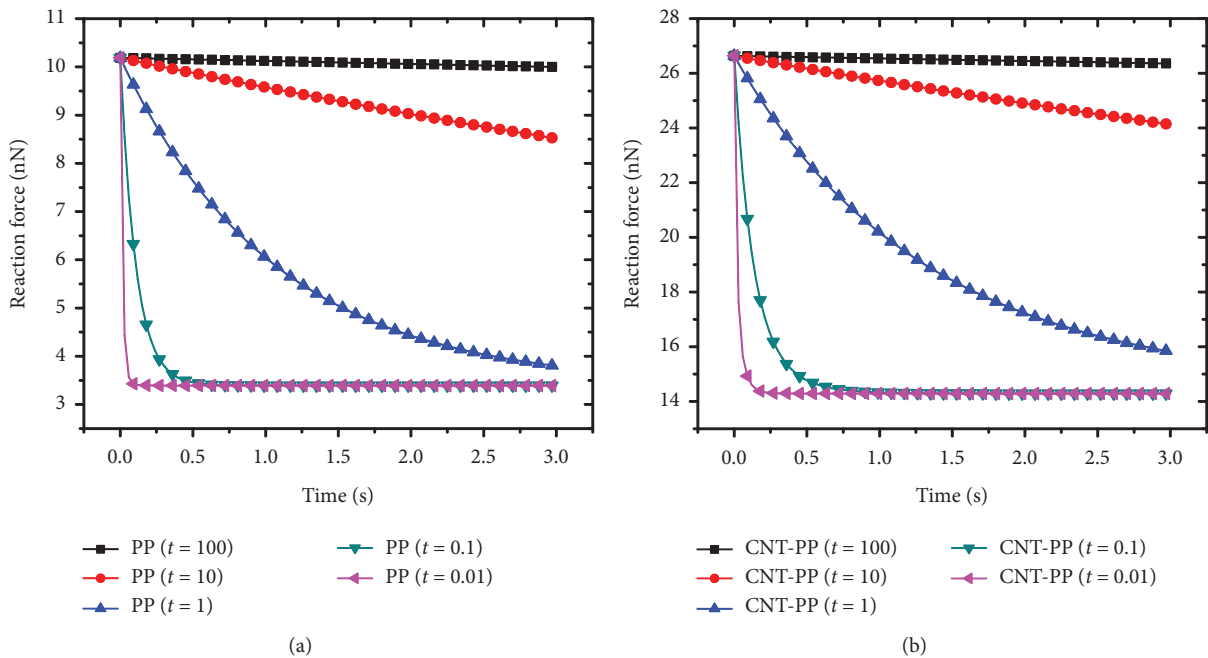 11
10
9
8
7
6
5
4
3
Reaction force (nN)
0.0 0.5 1.0 1.5 2.0 2.5 3.0
Time (s)
PP (t = 100)
PP (t = 10)
PP (t = 1)
PP (t = 0.1)
PP (t = 0.01)
(a)
28
26
24
22
20
18
16
14
Reaction force (nN)
0.0 0.5 1.0 1.5 2.0 2.5 3.0
Time (s)
CNT-PP (t = 100)
CNT-PP (t = 10)
CNT-PP (t = 1)
CNT-PP (t = 0.1)
CNT-PP (t = 0.01)
(b)